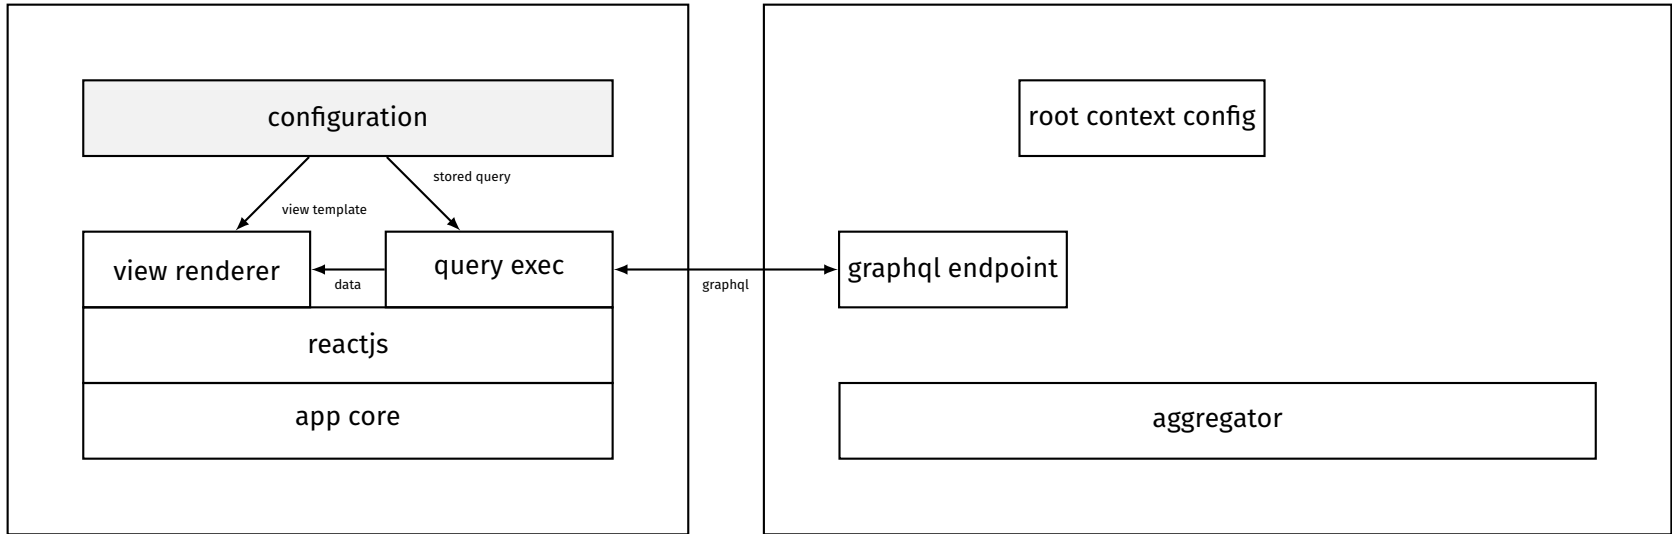 configuration
root context config
stored query
view template
view renderer
query exec
graphql endpoint
data
graphql
reactjs
app core
aggregator